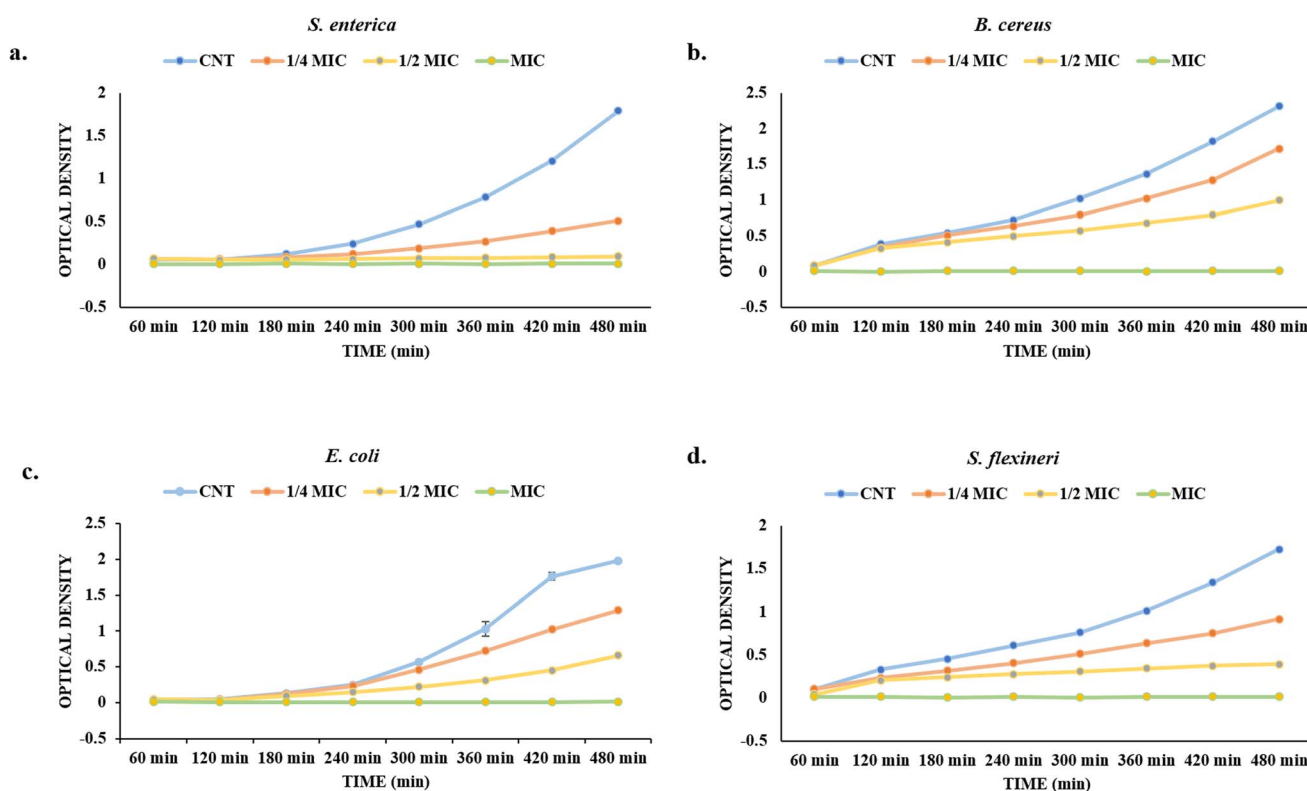 a.
S. enterica
CNT 1/4 MIC 1/2 MIC MIC
OPTICAL DENSITY
2
1.5
1
0.5
0
-0.5
60 min 120 min 180 min 240 min 300 min 360 min 420 min 480 min
TIME (min)
b.
B. cereus
CNT 1/4 MIC 1/2 MIC MIC
OPTICAL DENSITY
2.5
2
1.5
1
0.5
0
-0.5
60 min 120 min 180 min 240 min 300 min 360 min 420 min 480 min
TIME (min)
c.
E. coli
CNT 1/4 MIC 1/2 MIC MIC
OPTICAL DENSITY
2.5
2
1.5
1
0.5
0
-0.5
60 min 120 min 180 min 240 min 300 min 360 min 420 min 480 min
TIME (min)
d.
S. flexineri
CNT 1/4 MIC 1/2 MIC MIC
OPTICAL DENSITY
2
1.5
1
0.5
0
-0.5
60 min 120 min 180 min 240 min 300 min 360 min 420 min 480 min
TIME (min)